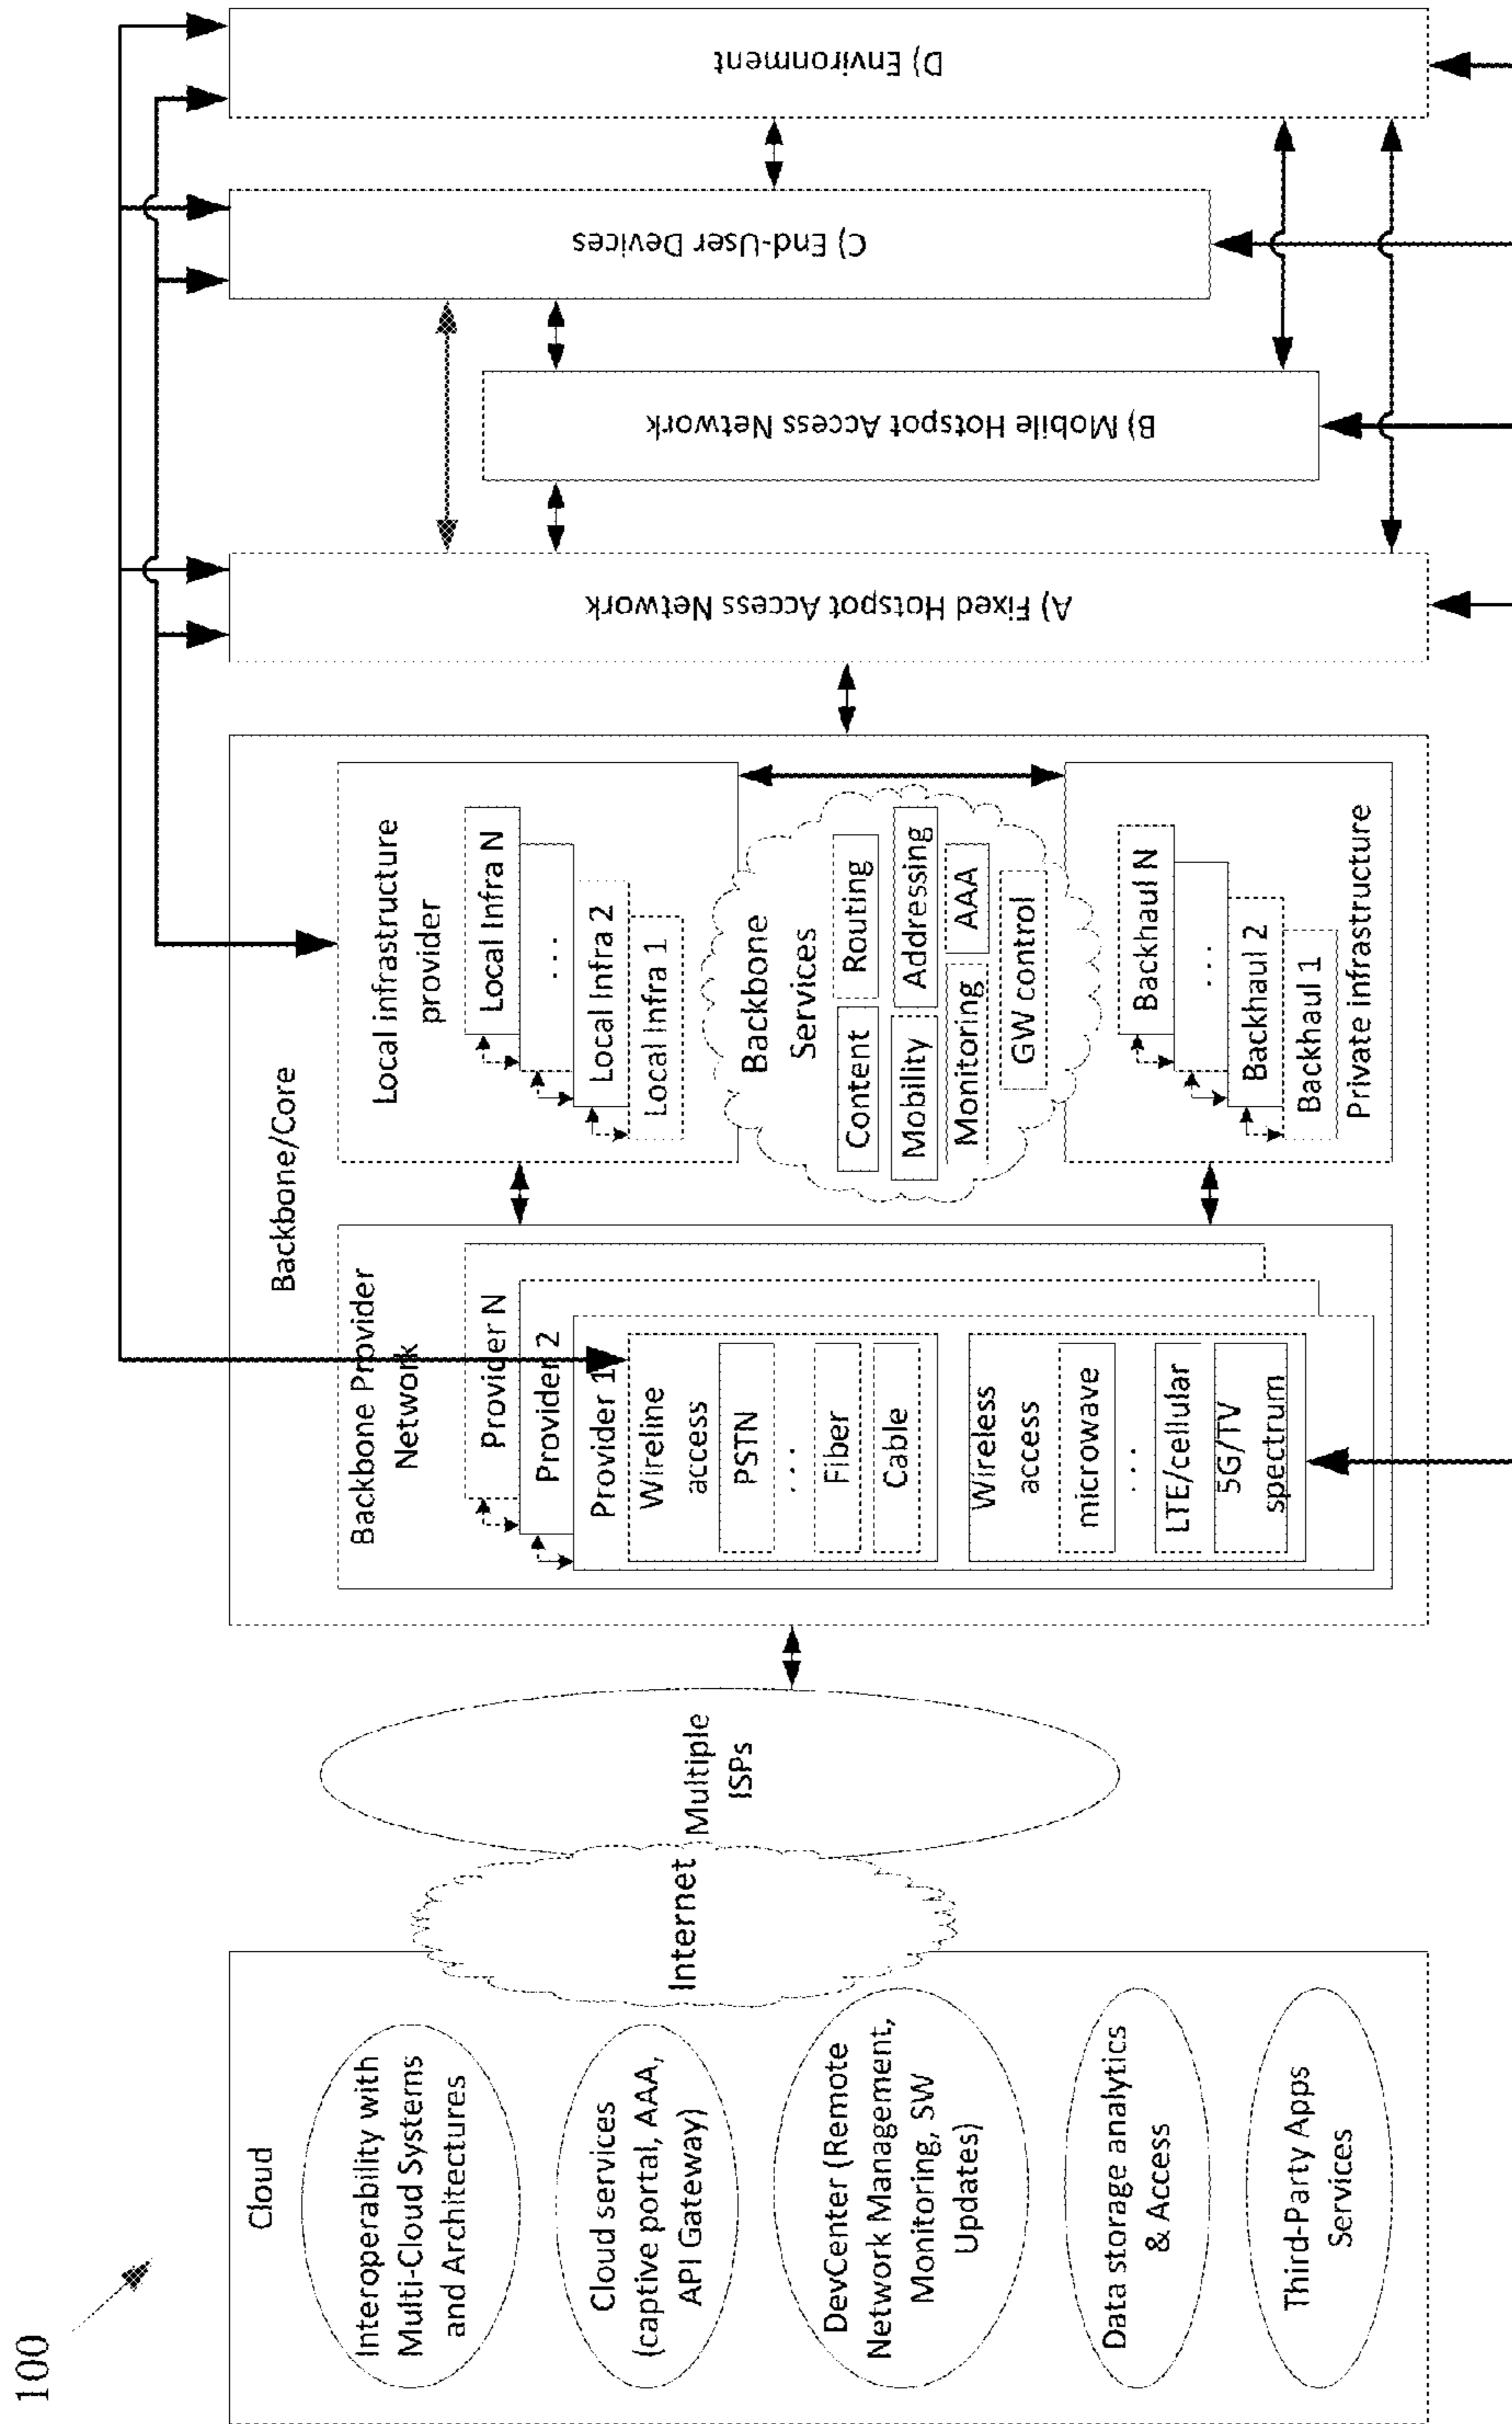 100
Cloud
Interoperability with
Multi-Cloud Systems
and Architectures
Cloud services
(captive portal, AAA,
API Gateway)
DevCenter (Remote
Network Management,
Monitoring, SW
Updates)
Data storage analytics
& Access
Third-Party Apps
Services
Internet
Multiple
ISPs
Backbone/Core
Backbone Provider
Network
Provider N
Provider 2
Provider 1
Wireline
access
PSTN
...
Fiber
Cable
Wireless
access
microwave
...
LTE/cellular
5G/TV
spectrum
Local infrastructure
provider
Local Infra N
...
Local Infra 2
Local Infra 1
Backbone
Services
Content
Routing
Mobility
Addressing
Monitoring
AAA
GW control
Backhaul N
...
Backhaul 2
Backhaul 1
Private infrastructure
A) Fixed Hotspot Access Network
B) Mobile Hotspot Access Network
C) End-User Devices
D) Environment